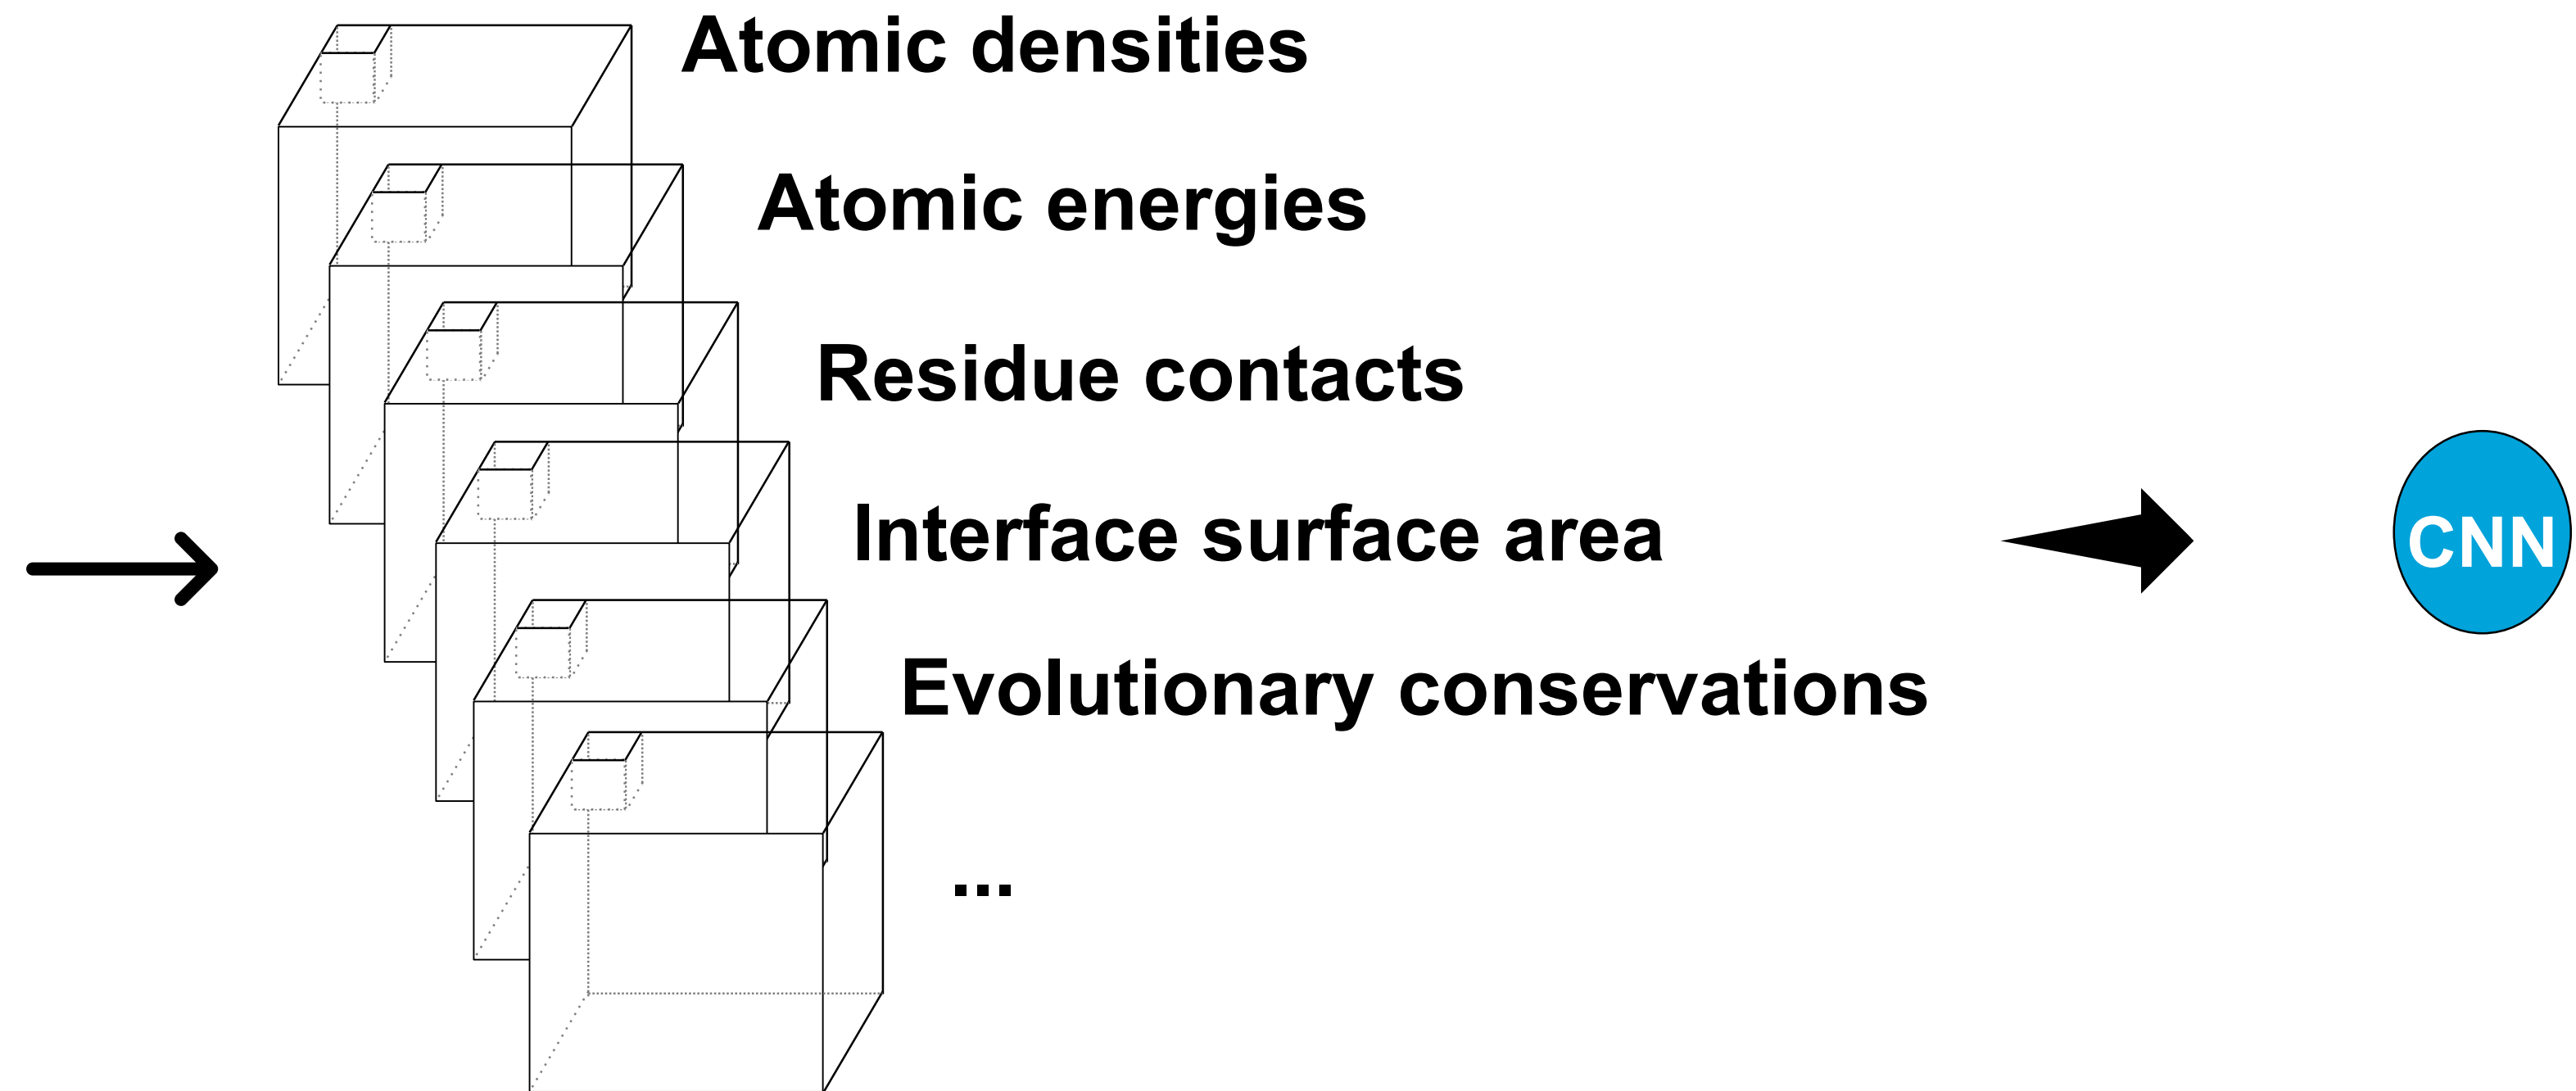 Atomic densities
Atomic energies
Residue contacts
Interface surface area
CNN
Evolutionary conservations
...